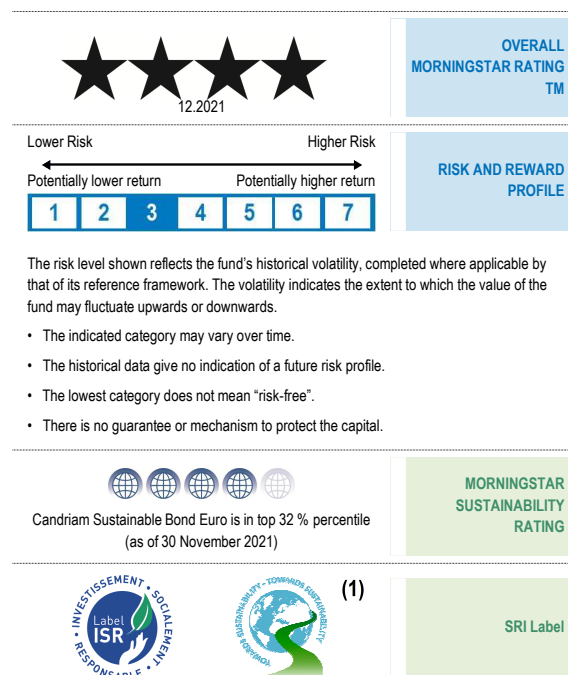 OVERALL
MORNINGSTAR RATING
TM
12.2021
Lower Risk Higher Risk
Potentially lower return Potentially higher return
1 2 3 4 5 6 7
RISK AND REWARD
PROFILE
The risk level shown reflects the fund’s historical volatility, completed where applicable by
that of its reference framework. The volatility indicates the extent to which the value of the
fund may fluctuate upwards or downwards.
• The indicated category may vary over time.
• The historical data give no indication of a future risk profile.
• The lowest category does not mean “risk-free”.
• There is no guarantee or mechanism to protect the capital.
Candriam Sustainable Bond Euro is in top 32 % percentile
(as of 30 November 2021)
MORNINGSTAR
SUSTAINABILITY
RATING
INVESTISSEMENT • SOCIALEMENT • RESPONSABLE •
Label
ISR
TOWARDS SUSTAINABILITY - TOWARDS SUSTAINABILITY
(1)
SRI Label